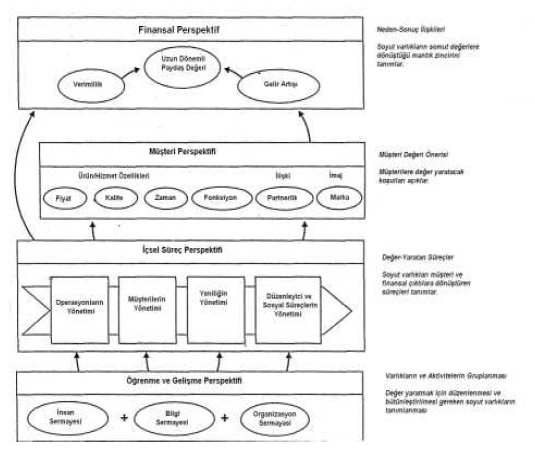 Finansal Perspektif
Uzun Dönemli
Paydaş Değeri
Verimlilik
Gelir Artışı
Neden-Sonuç İlişkileri
Soyut varlıkların somut değerlere
dönüştüğü mantık zincirini
tanımlar.
Müşteri Perspektifi
Ürün/Hizmet Özellikleri
İlişki
İmaj
Fiyat
Kalite
Zaman
Fonksiyon
Partnerlik
Marka
Müşteri Değeri Önerisi
Müşterilere değer yaratacak
koşulları açıklar.
İçsel Süreç Perspektifi
Operasyonların
Yönetimi
Müşterilerin
Yönetimi
Yeniliğin
Yönetimi
Düzenleyici ve
Sosyal Süreçlerin
Yönetimi
Değer-Yaratan Süreçler
Soyut varlıkları müşteri ve
finansal çıktılara dönüştüren
süreçleri tanımlar.
Öğrenme ve Gelişme Perspektifi
İnsan
Sermayesi
+
Bilgi
Sermayesi
+
Organizasyon
Sermayesi
Varlıkların ve Aktivitelerin Gruplanması
Değer yaratmak için düzenlenmesi ve
bütünleştirilmesi gereken soyut varlıkların
tanımlanması